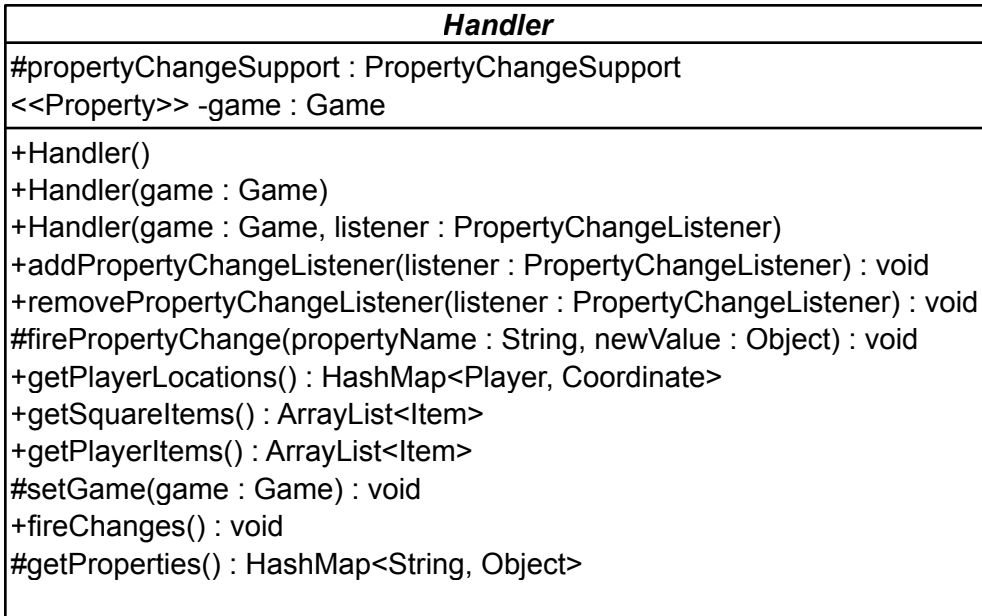 Handler
#propertyChangeSupport : PropertyChangeSupport
<<Property>> -game : Game
+Handler()
+Handler(game : Game)
+Handler(game : Game, listener : PropertyChangeListener)
+addPropertyChangeListener(listener : PropertyChangeListener) : void
+removePropertyChangeListener(listener : PropertyChangeListener) : void
#firePropertyChange(propertyName : String, newValue : Object) : void
+getPlayerLocations() : HashMap<Player, Coordinate>
+getSquareItems() : ArrayList<Item>
+getPlayerItems() : ArrayList<Item>
#setGame(game : Game) : void
+fireChanges() : void
#getProperties() : HashMap<String, Object>